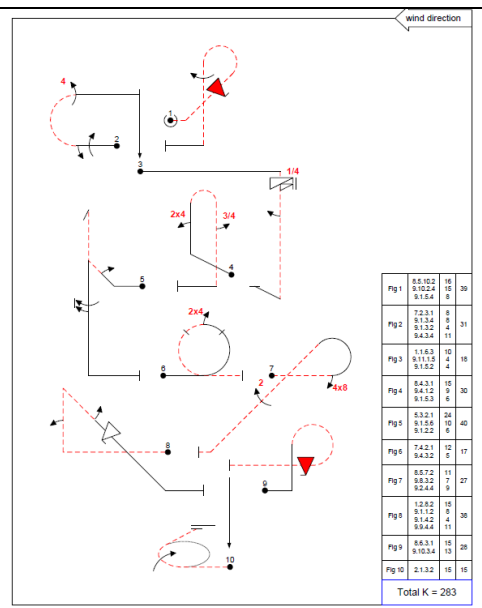 wind direction
4
1
2
3
1/4
2x4
3/4
4
5
2x4
6
7
2
4x8
8
9
10
Fig 1 8.5.10.2 16 39
9.10.2.4 15
9.1.5.4 8
Fig 2 7.2.3.1 8 31
9.1.3.4 8
9.1.3.2 4
9.4.3.4 11
Fig 3 1.1.6.3 10 18
9.11.1.5 4
9.1.5.2 4
Fig 4 8.4.3.1 15 30
9.4.1.2 9
9.1.5.3 6
Fig 5 5.3.2.1 24 40
9.1.5.6 10
9.1.2.2 6
Fig 6 7.4.2.1 12 17
9.4.3.2 5
Fig 7 8.5.7.2 11 27
9.8.3.2 7
9.2.4.4 9
Fig 8 1.2.8.2 15 38
9.1.1.2 8
9.1.4.2 4
9.9.4.4 11
Fig 9 8.6.3.1 15 28
9.10.3.4 13
Fig 10 2.1.3.2 15 15
Total K = 283